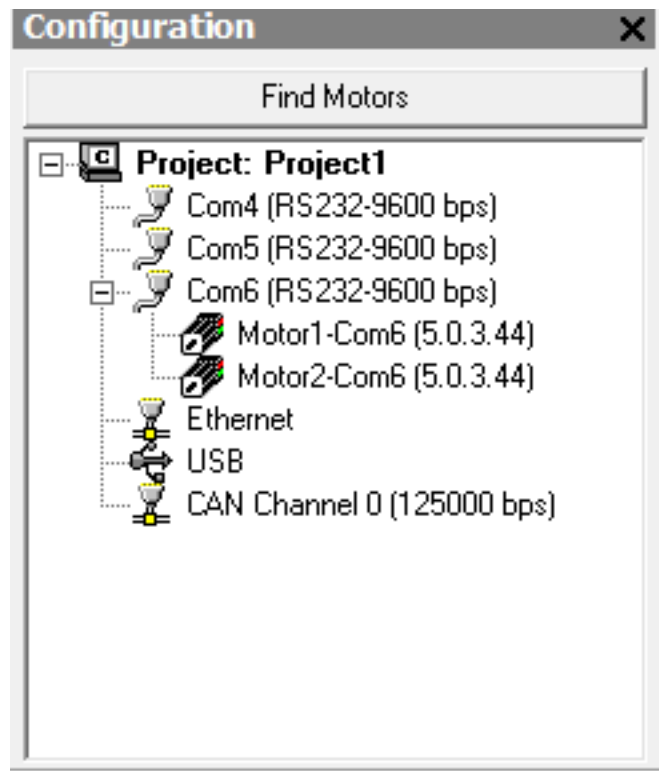 Configuration
Find Motors
C Project: Project1
Com4 (RS232-9600 bps)
Com5 (RS232-9600 bps)
Com6 (RS232-9600 bps)
Motor1-Com6 (5.0.3.44)
Motor2-Com6 (5.0.3.44)
Ethernet
USB
CAN Channel 0 (125000 bps)